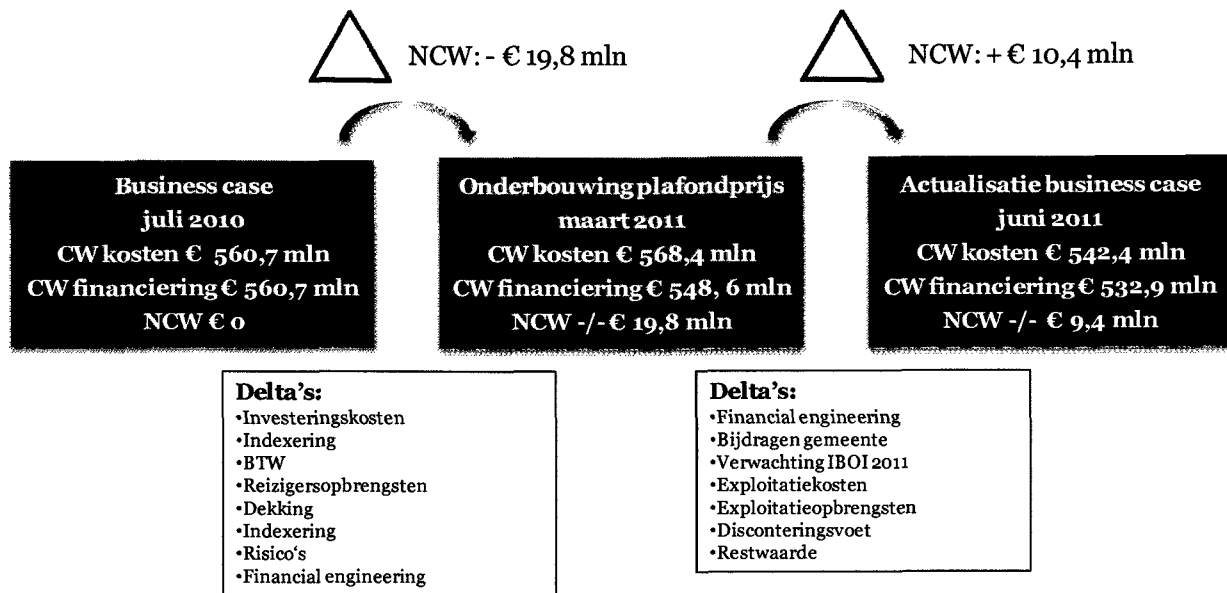 NCW: - € 19,8 mln
NCW: + € 10,4 mln
Business case
juli 2010
CW kosten € 560,7 mln
CW financiering € 560,7 mln
NCW € 0
Onderbouwing plafondprijs
maart 2011
CW kosten € 568,4 mln
CW financiering € 548, 6 mln
NCW -/- € 19,8 mln
Actualisatie business case
juni 2011
CW kosten € 542,4 mln
CW financiering € 532,9 mln
NCW -/- € 9,4 mln
Delta's:
•Investeringskosten
•Indexering
•BTW
•Reizigersopbrengsten
•Dekking
•Indexering
•Risico's
•Financial engineering
Delta's:
•Financial engineering
•Bijdragen gemeente
•Verwachting IBOI 2011
•Exploitatiekosten
•Exploitatieopbrengsten
•Disconteringsvoet
•Restwaarde